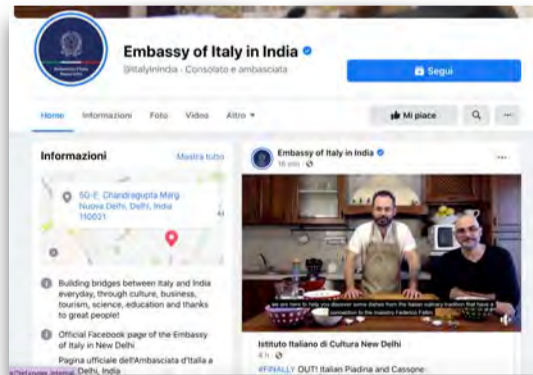 Embassy of Italy in India
@italyinindia · Consolato e ambasciata
Segui
Home Informazioni Foto Video Altro
Mi piace
Informazioni
Mostra tutto
50-E, Chandragupta Marg
Nuova Delhi, Delhi, India
110021
Building bridges between Italy and India
everyday, through culture, business,
tourism, science, education and thanks
to great people!
Official Facebook page of the Embassy
of Italy in New Delhi
Pagina ufficiale dell'Ambasciata d'Italia a
Delhi, India
Embassy of Italy in India
16 min ·
we are here to help you discover some dishes from the Italian culinary tradition that have a
connection to the maestro Federico Fellini
Istituto Italiano di Cultura New Delhi
4 h ·
#FINALLY OUT! Italian Piadina and Cassone